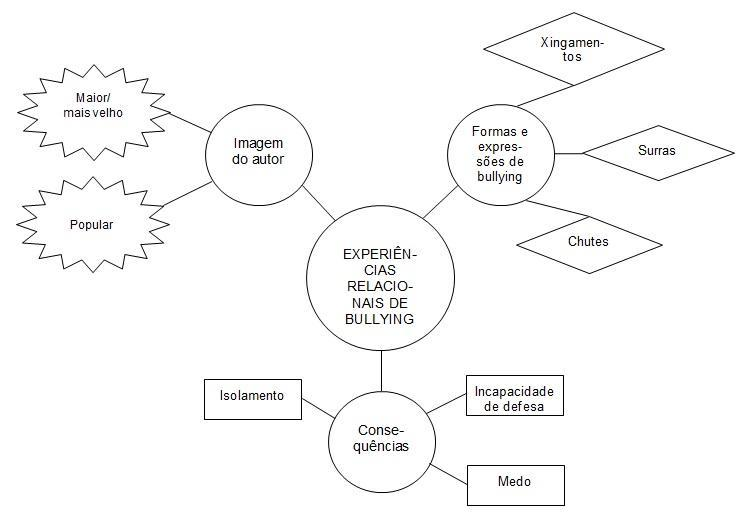 Xingamen-
tos
Maior/
mais velho
Imagem
do autor
Formas e
expres-
sões de
bullying
Surras
Popular
Chutes
EXPERIÊN-
CIAS
RELACIO-
NAIS DE
BULLYING
Isolamento
Incapacidade
de defesa
Conse-
quências
Medo